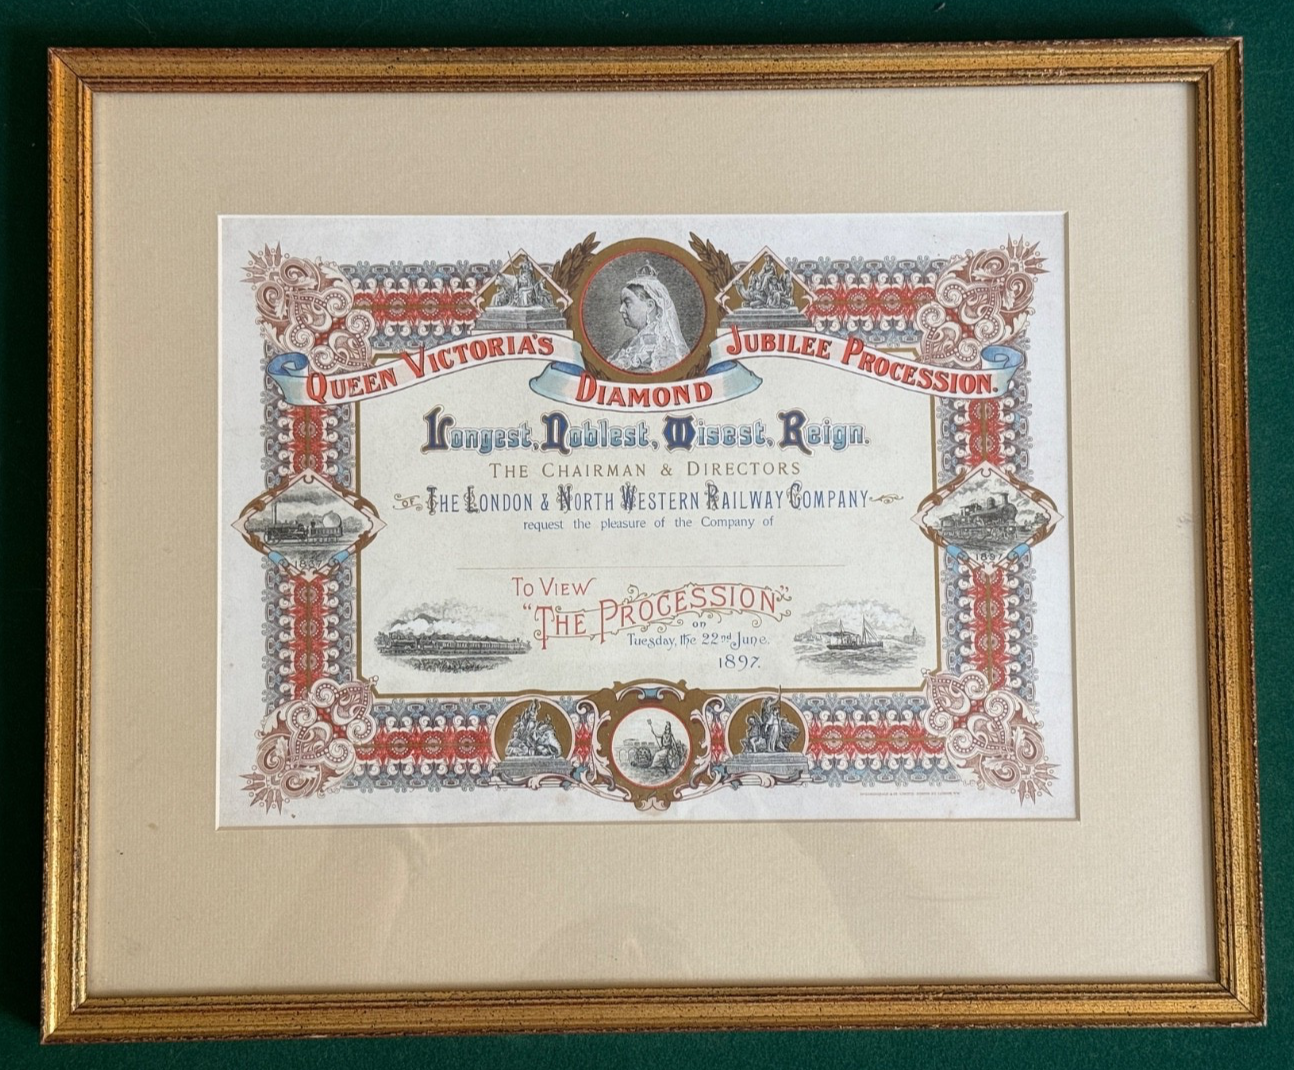 QUEEN VICTORIA'S DIAMOND JUBILEE PROCESSION.
Longest, Noblest, Wisest, Reign.
THE CHAIRMAN & DIRECTORS
OF THE LONDON & NORTH WESTERN RAILWAY COMPANY
request the pleasure of the Company of
1837
1897
TO VIEW
"THE PROCESSION"
on
Tuesday, the 22nd June.
1897.